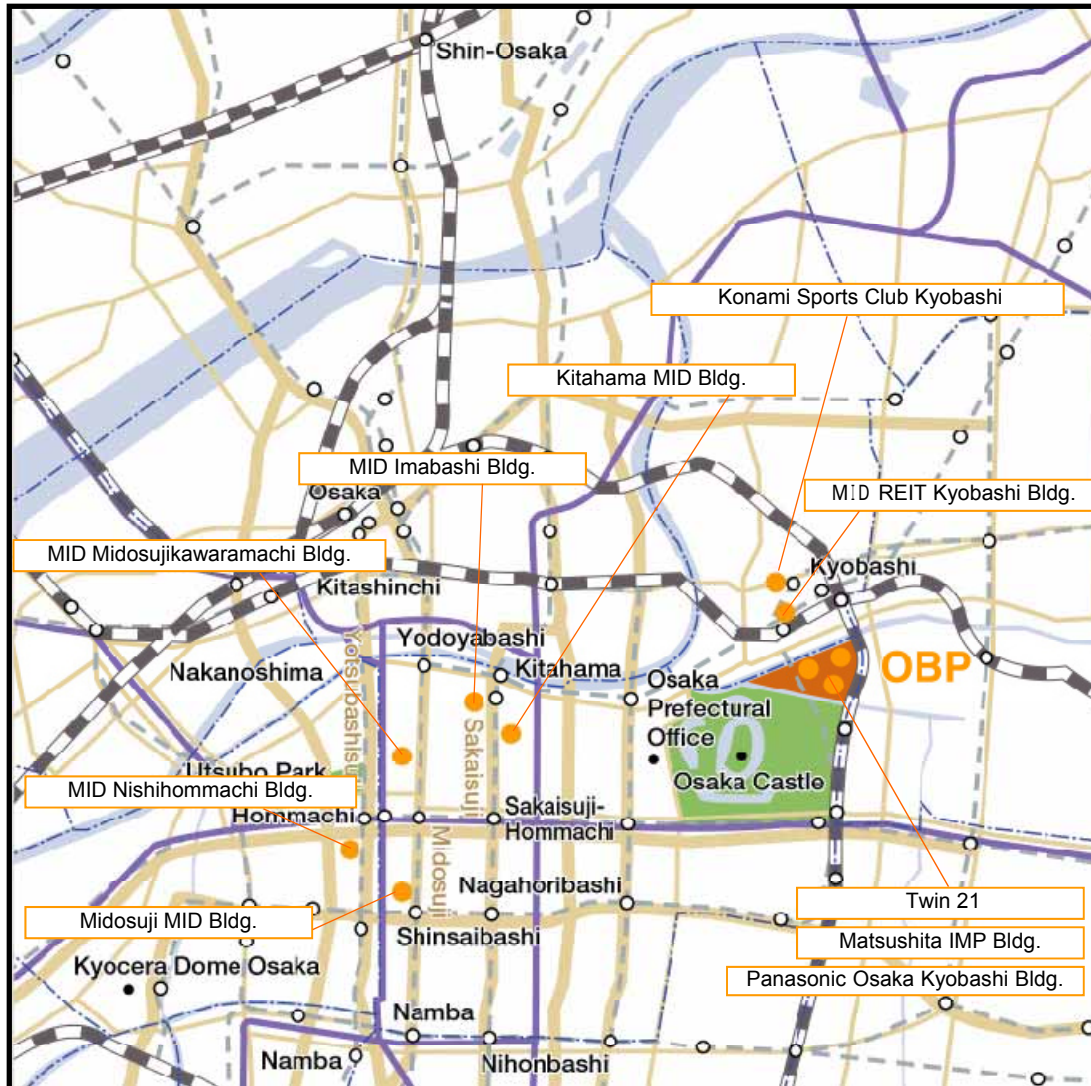 Shin-Osaka
Konami Sports Club Kyobashi
Kitahama MID Bldg.
MID Imabashi Bldg.
MID REIT Kyobashi Bldg.
Osaka
MID Midosujikawaramachi Bldg.
Kyobashi
Kitashinchi
Yodoyabashi
Nakanoshima
Kitahama
OBP
Osaka
Prefectural
Office
Yotsubashisuji
Sakaisuji
Osaka Castle
Utsubo Park
MID Nishihommachi Bldg.
Hommachi
Sakaisuji-
Hommachi
Midosuji
Nagahoribashi
Twin 21
Midosuji MID Bldg.
Shinsaibashi
Matsushita IMP Bldg.
Kyocera Dome Osaka
Panasonic Osaka Kyobashi Bldg.
Namba
Namba
Nihonbashi